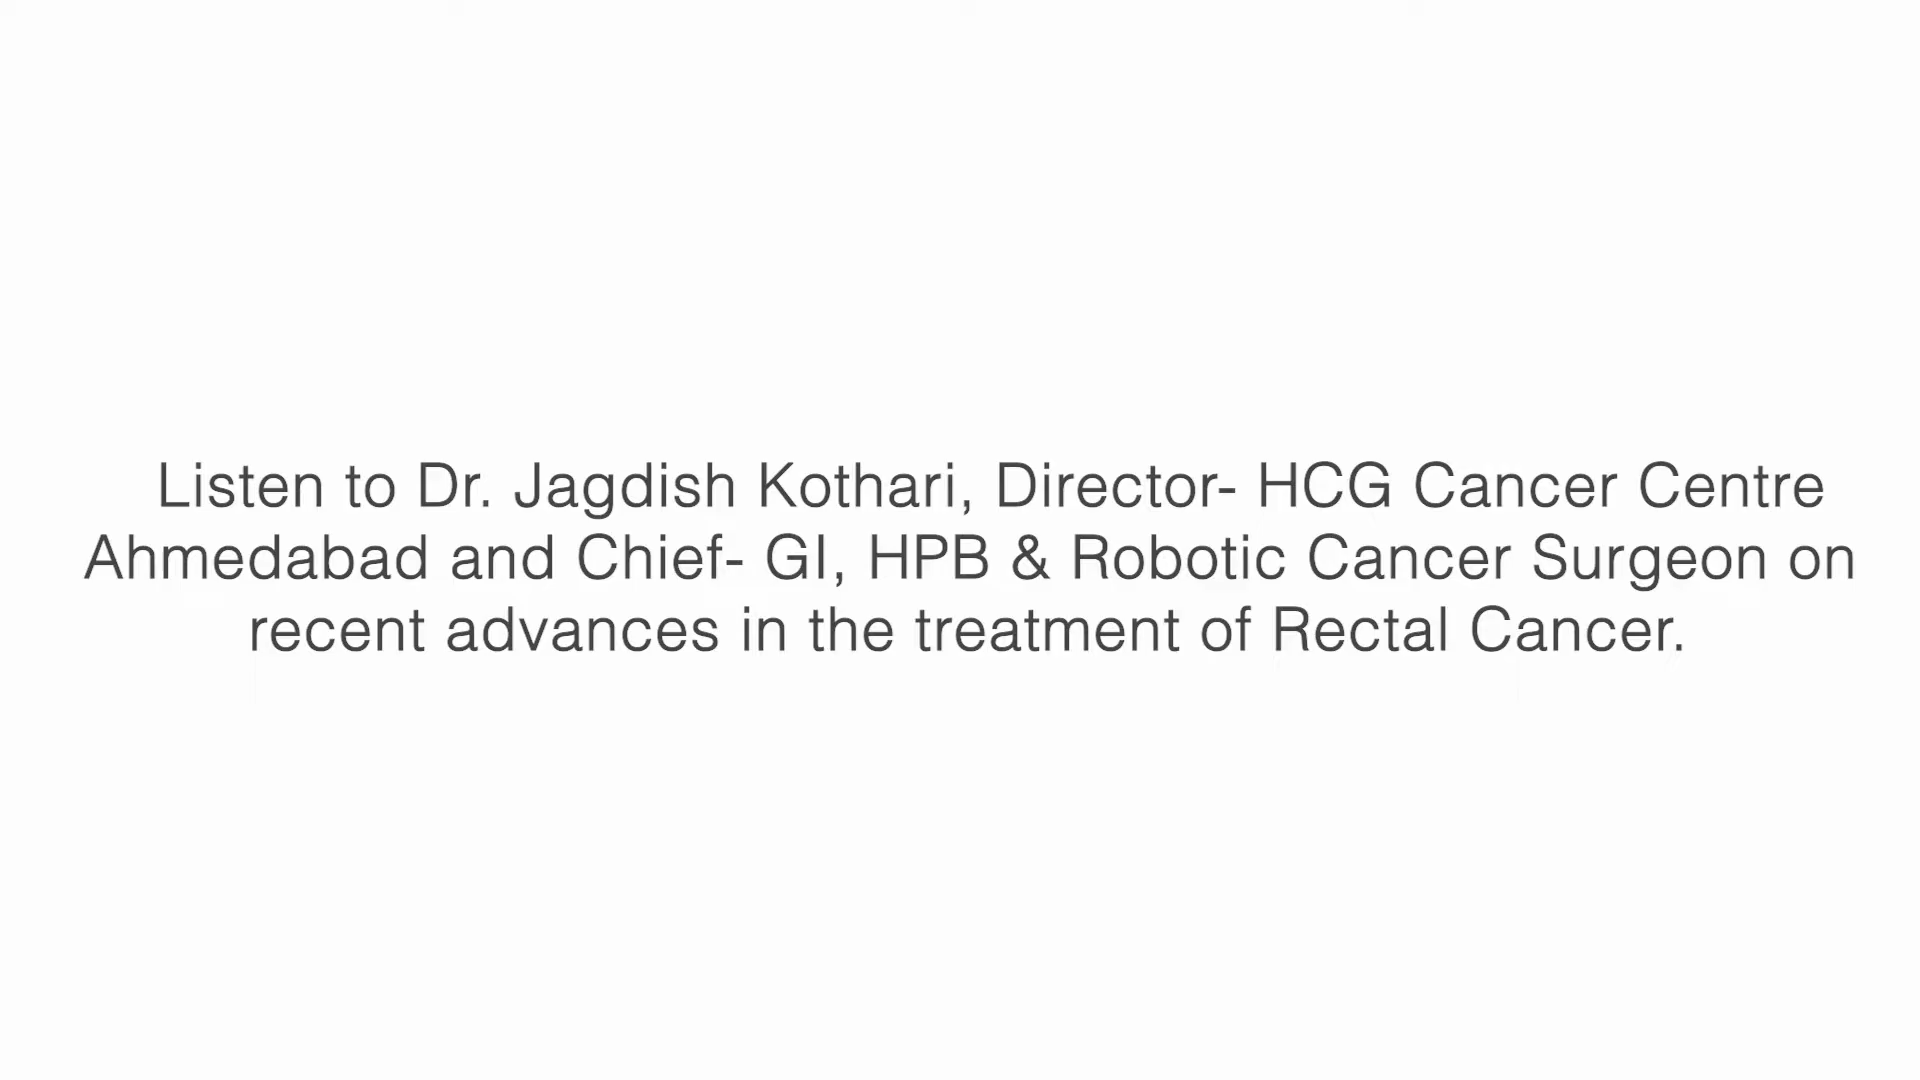 Listen to Dr. Jagdish Kothari, Director- HCG Cancer Centre
Ahmedabad and Chief- GI, HPB & Robotic Cancer Surgeon on
recent advances in the treatment of Rectal Cancer.